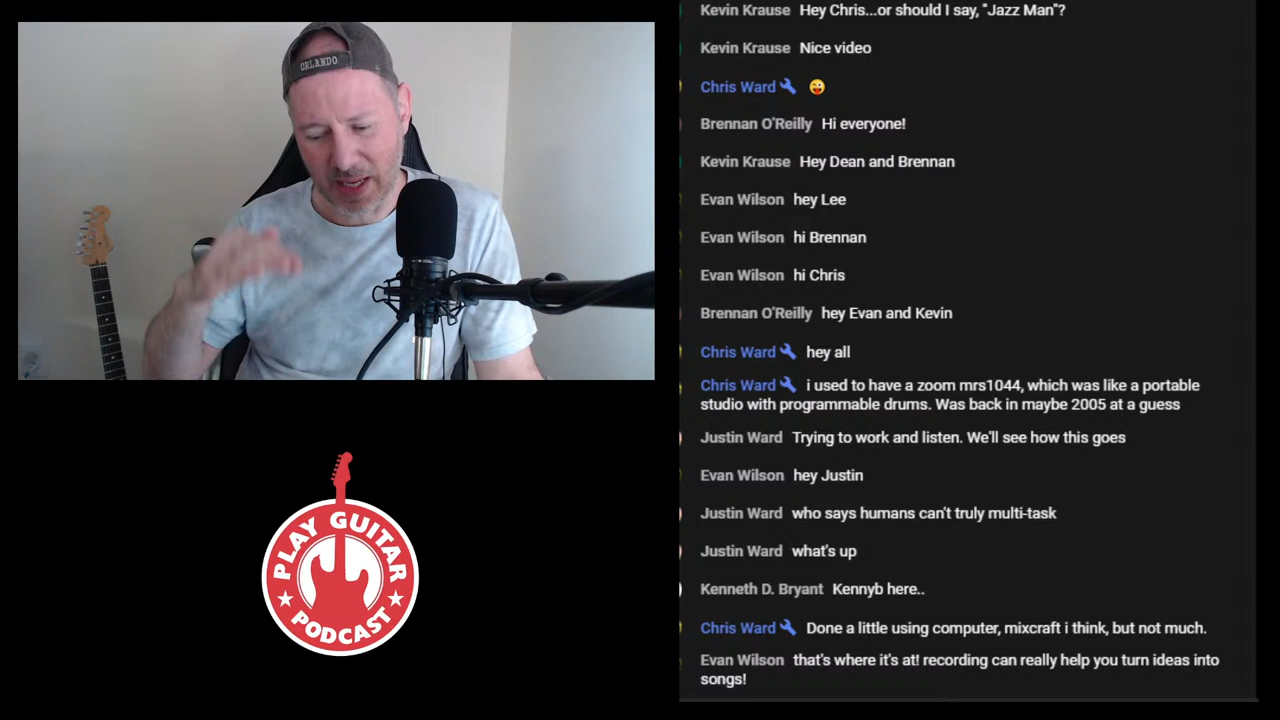 ORLANDO
PLAY GUITAR
PODCAST
Kevin Krause Hey Chris...or should I say, "Jazz Man"?
Kevin Krause Nice video
Chris Ward 😜
Brennan O'Reilly Hi everyone!
Kevin Krause Hey Dean and Brennan
Evan Wilson hey Lee
Evan Wilson hi Brennan
Evan Wilson hi Chris
Brennan O'Reilly hey Evan and Kevin
Chris Ward hey all
Chris Ward i used to have a zoom mrs1044, which was like a portable
studio with programmable drums. Was back in maybe 2005 at a guess
Justin Ward Trying to work and listen. We'll see how this goes
Evan Wilson hey Justin
Justin Ward who says humans can't truly multi-task
Justin Ward what's up
Kenneth D. Bryant Kennyb here..
Chris Ward Done a little using computer, mixcraft i think, but not much.
Evan Wilson that's where it's at! recording can really help you turn ideas into
songs!